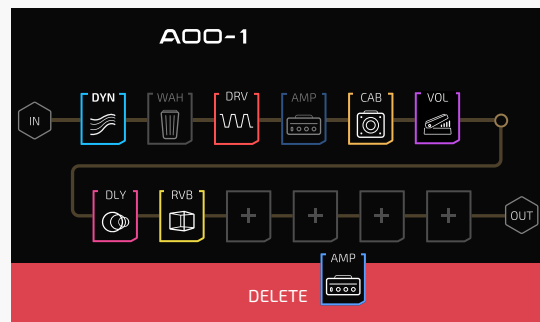 A00-1
IN
DYN
WAH
DRV
AMP
CAB
VOL
DLY
RVB
+
+
+
+
OUT
AMP
DELETE